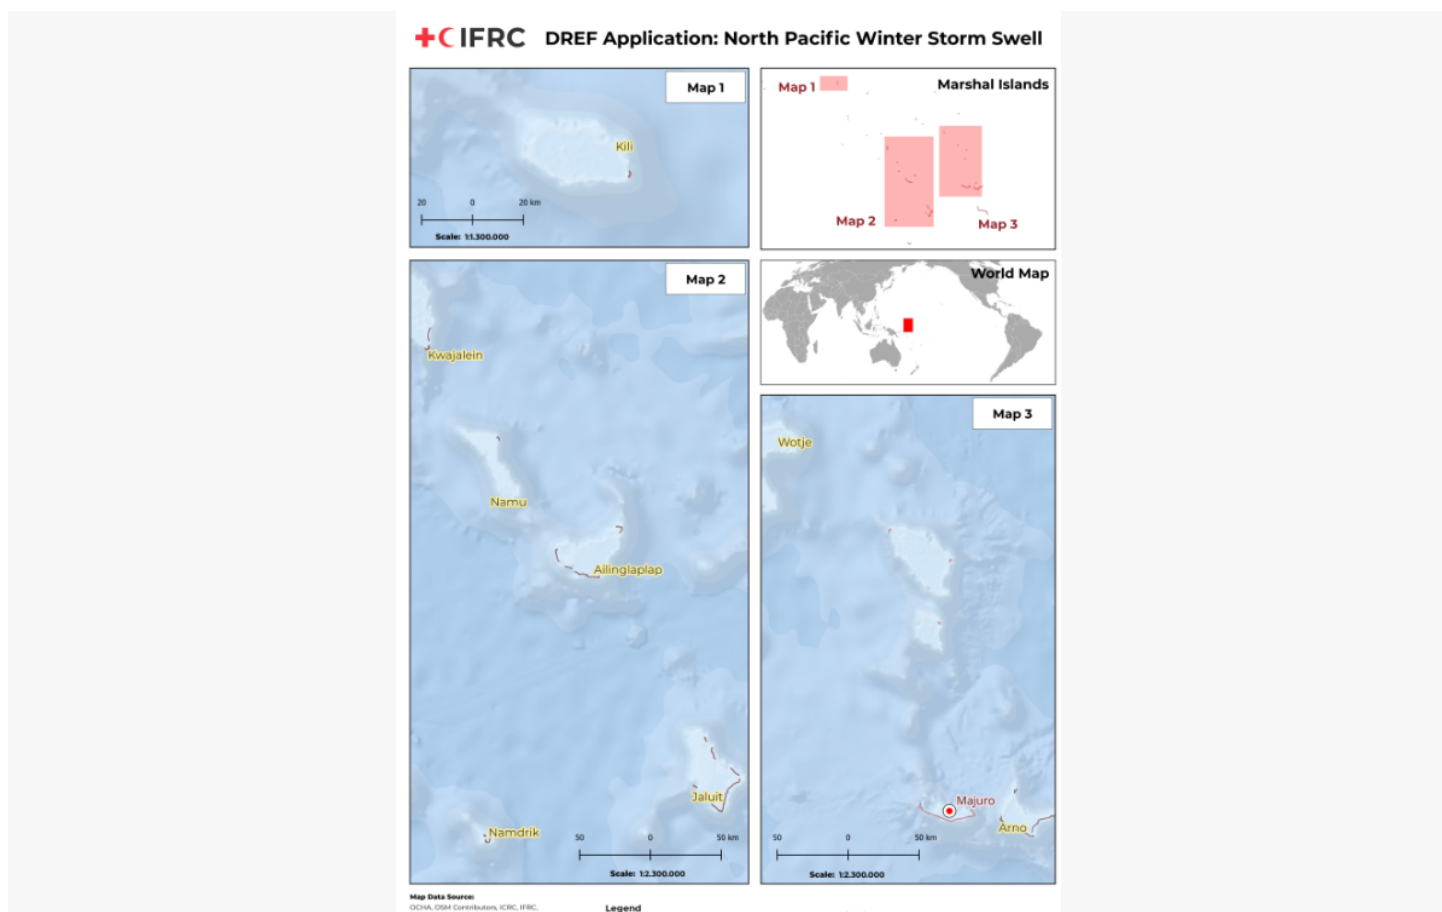 IFRC
DREF Application: North Pacific Winter Storm Swell
Map 1
Kili
20 0 20 km
Scale: 1:1.300.000
Marshal Islands
Map 1
Map 2
Map 3
World Map
Map 2
Kwajalein
Namu
Ailinglaplap
Jaluit
Namdrik
50 0 50 km
Scale: 1:2.300.000
Map 3
Wotje
Majuro
Arno
50 0 50 km
Scale: 1:2.300.000
Map Data Source:
OCHA, OSM Contributors, ICRC, IFRC,
Legend